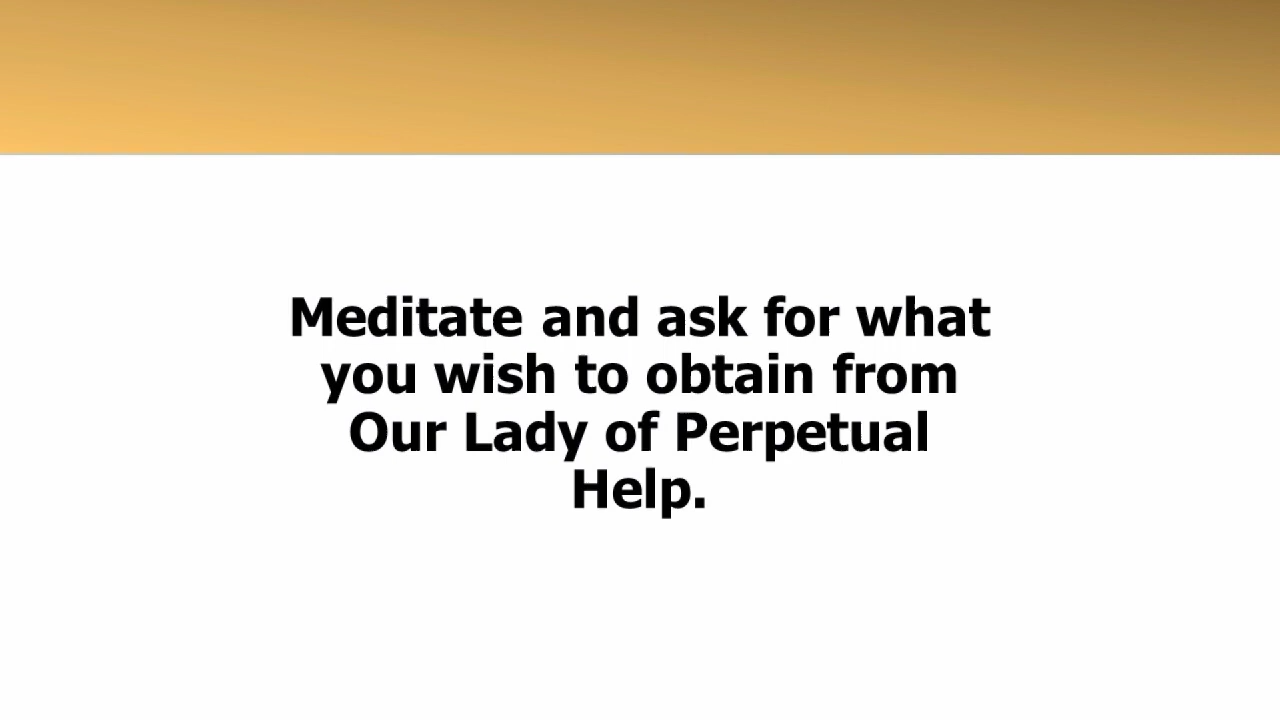 Meditate and ask for what
you wish to obtain from
Our Lady of Perpetual
Help.